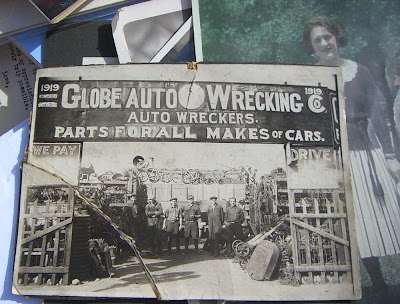 1919 GLOBE AUTO WRECKING CO 1919
AUTO WRECKERS.
PARTS FOR ALL MAKES OF CARS.
WE PAY
DRIVE